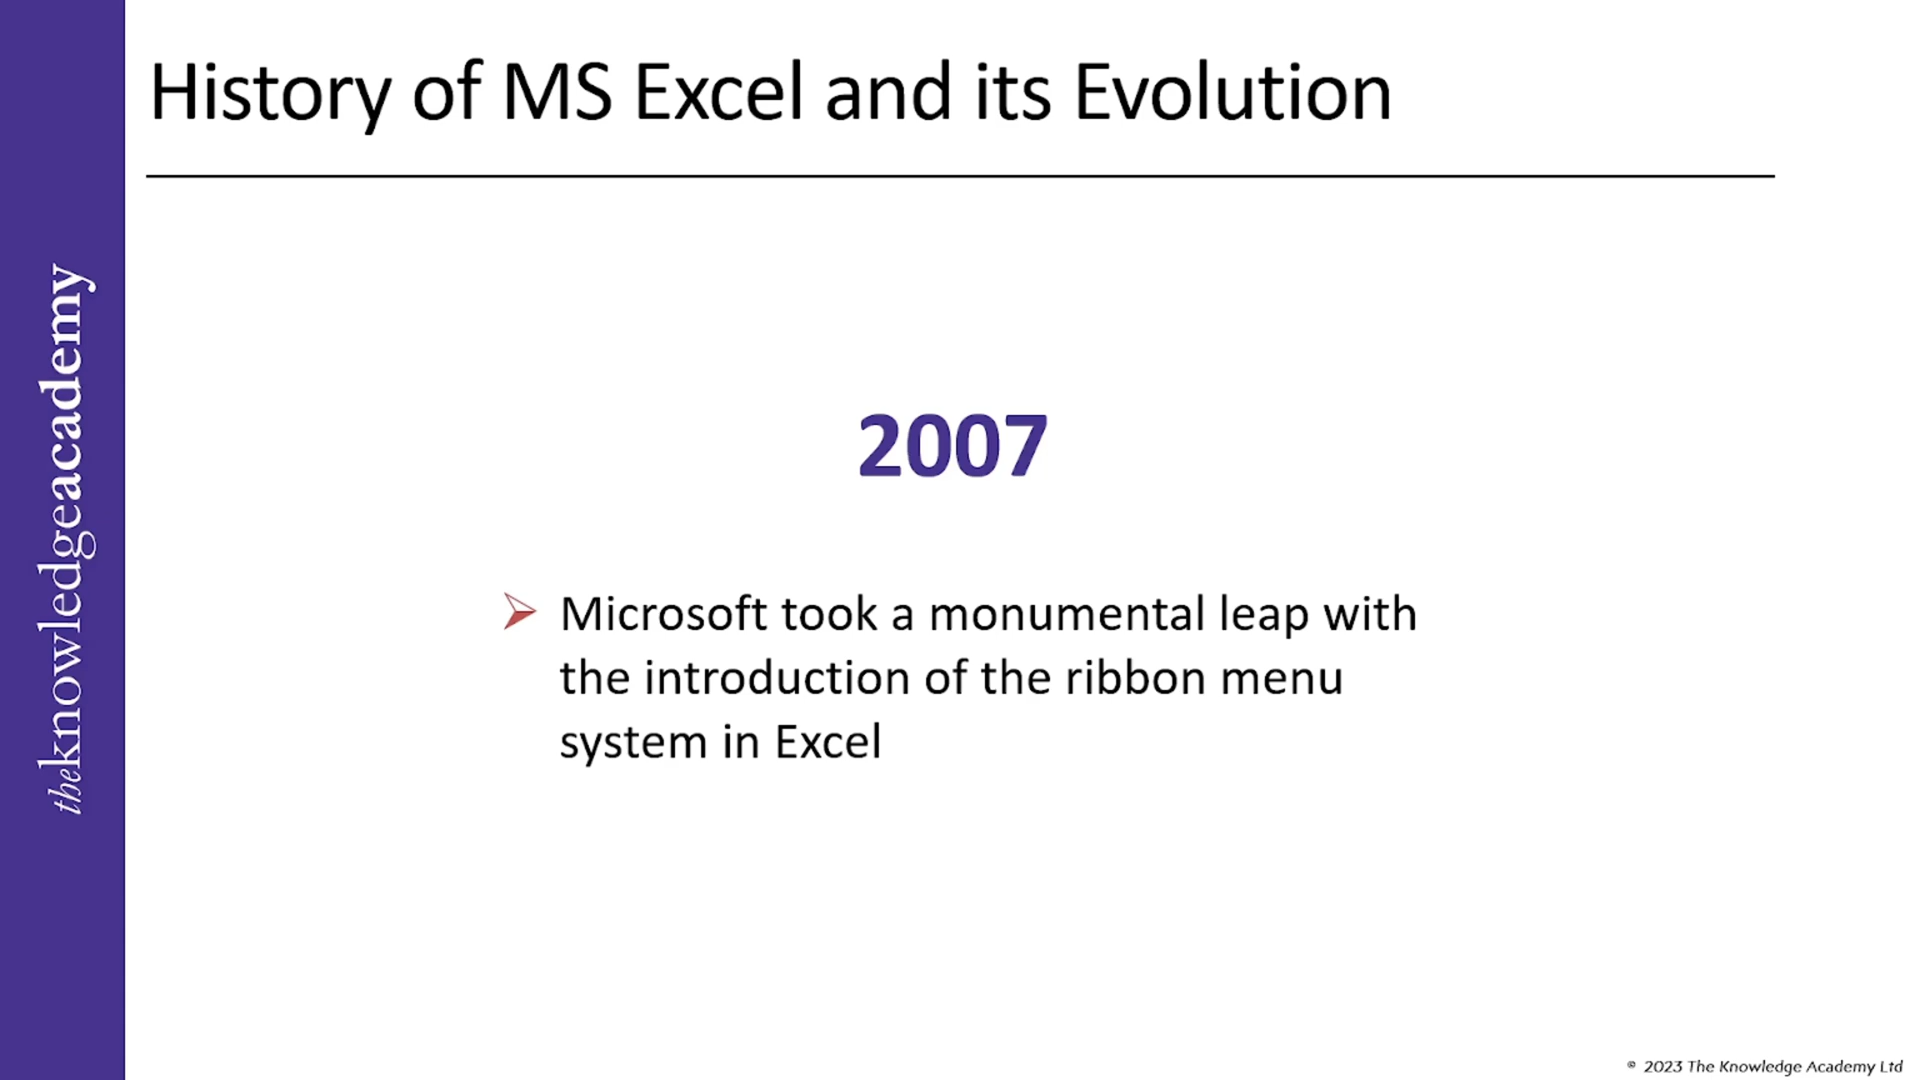 History of MS Excel and its Evolution
theknowledgeacademy
2007
Microsoft took a monumental leap with
the introduction of the ribbon menu
system in Excel
© 2023 The Knowledge Academy Ltd